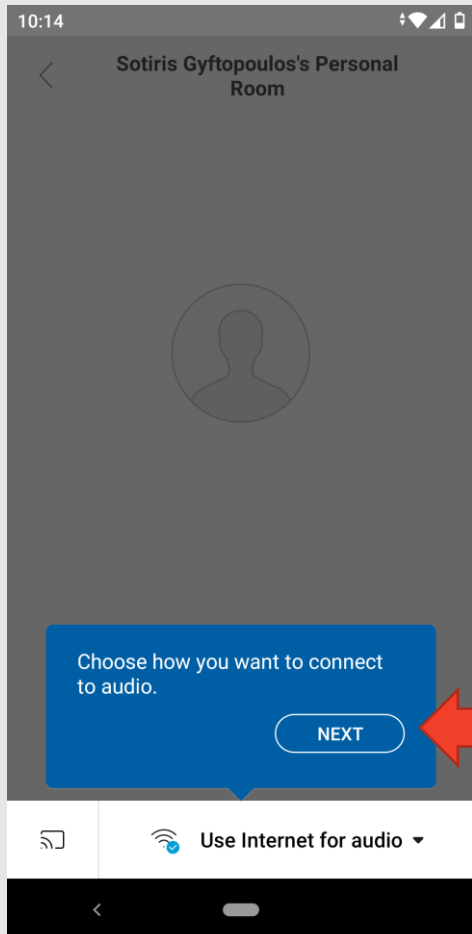 10:14
Sotiris Gyftopoulos's Personal
Room
Choose how you want to connect
to audio.
NEXT
Use Internet for audio